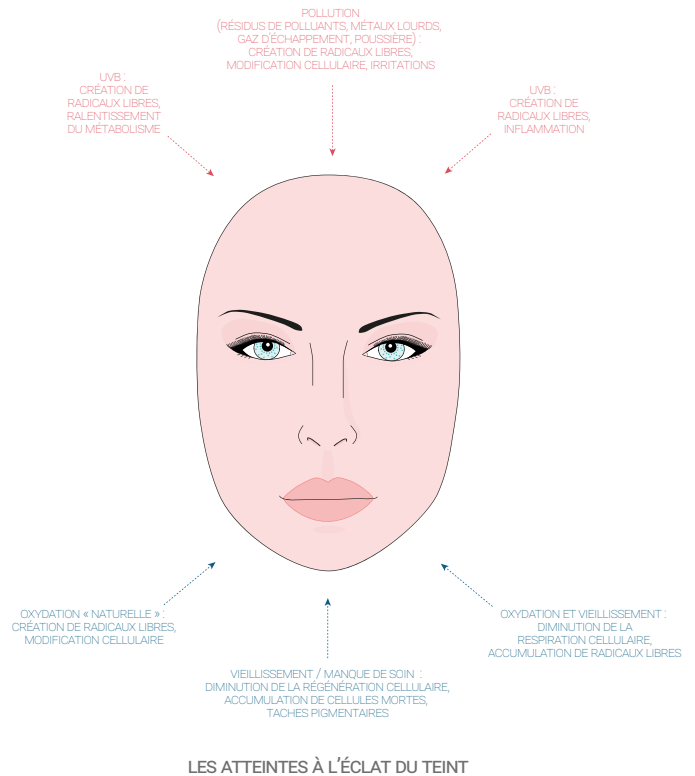 POLLUTION
(RÉSIDUS DE POLLUANTS, MÉTAUX LOURDS,
GAZ D'ÉCHAPPEMENT, POUSSIÈRE) :
CRÉATION DE RADICAUX LIBRES,
MODIFICATION CELLULAIRE, IRRITATIONS
UVB :
CRÉATION DE
RADICAUX LIBRES,
RALENTISSEMENT
DU MÉTABOLISME
UVB :
CRÉATION DE
RADICAUX LIBRES,
INFLAMMATION
OXYDATION « NATURELLE » :
CRÉATION DE RADICAUX LIBRES,
MODIFICATION CELLULAIRE
OXYDATION ET VIEILLISSEMENT :
DIMINUTION DE LA
RESPIRATION CELLULAIRE,
ACCUMULATION DE RADICAUX LIBRES
VIEILLISSEMENT / MANQUE DE SOIN :
DIMINUTION DE LA RÉGÉNÉRATION CELLULAIRE,
ACCUMULATION DE CELLULES MORTES,
TACHES PIGMENTAIRES
LES ATTEINTES À L'ÉCLAT DU TEINT